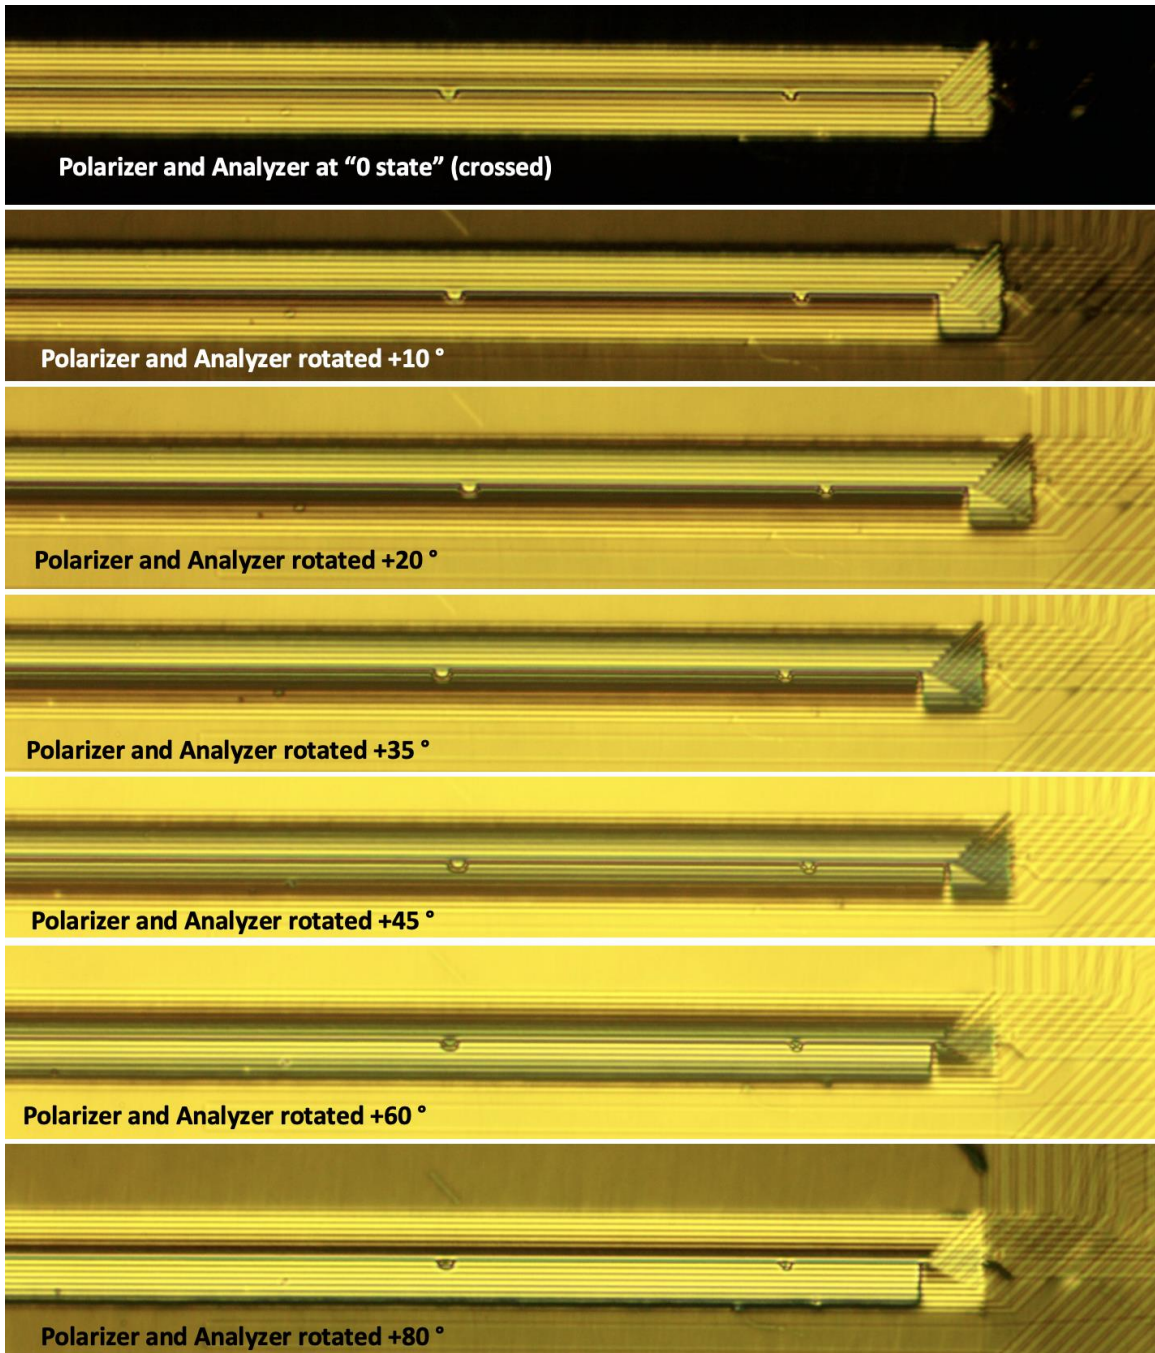 Polarizer and Analyzer at “0 state” (crossed)
Polarizer and Analyzer rotated +10 °
Polarizer and Analyzer rotated +20 °
Polarizer and Analyzer rotated +35 °
Polarizer and Analyzer rotated +45 °
Polarizer and Analyzer rotated +60 °
Polarizer and Analyzer rotated +80 °